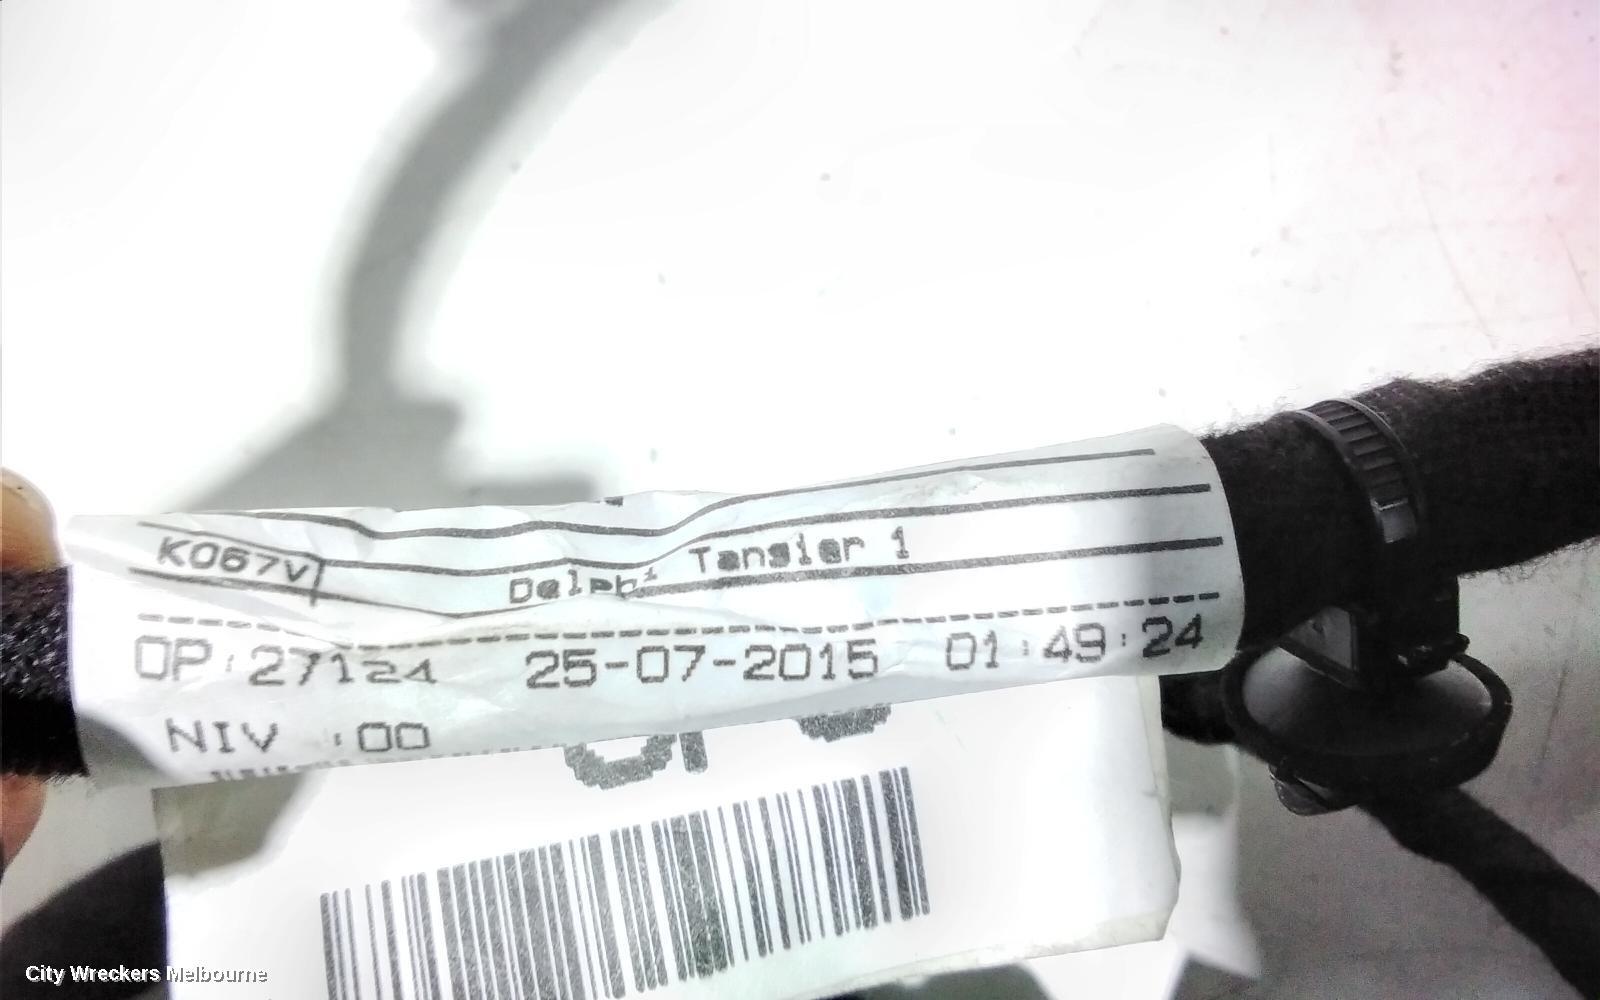 K067V
Delphi Tangier 1
OP:27124 25-07-2015 01:49:24
NIV :00
City Wreckers Melbourne